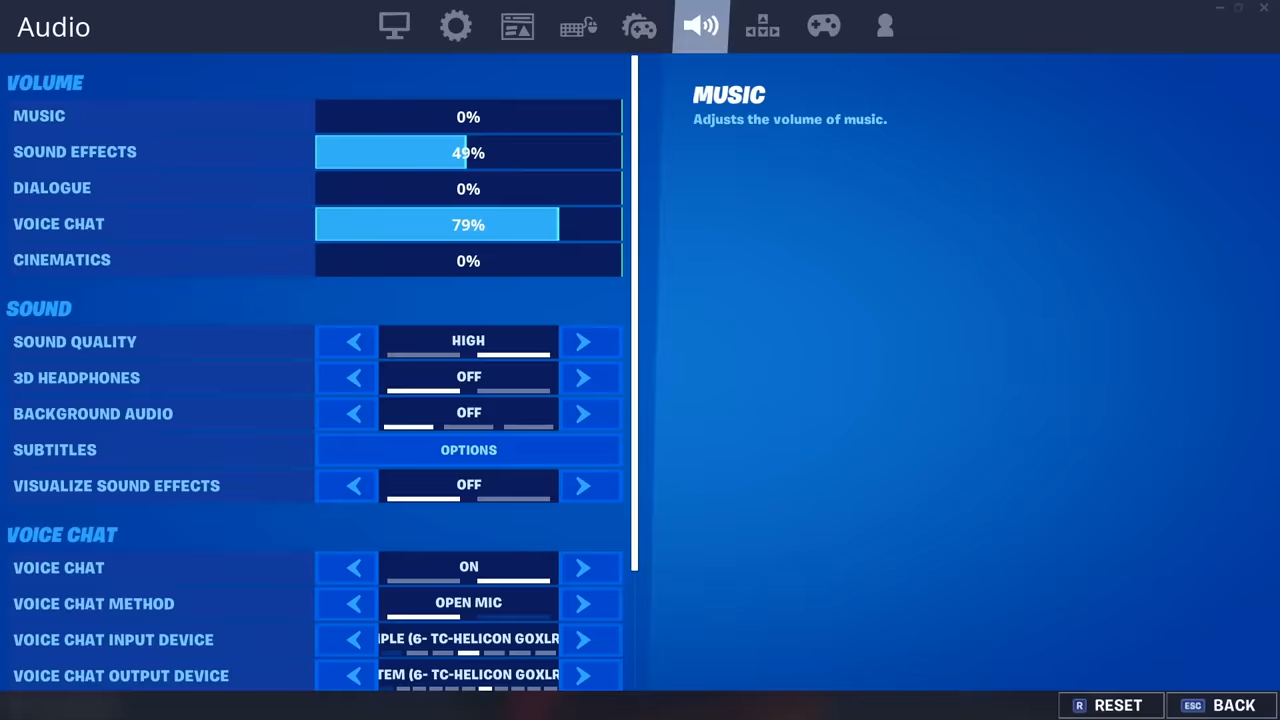 Audio
VOLUME
MUSIC 0%
SOUND EFFECTS 49%
DIALOGUE 0%
VOICE CHAT 79%
CINEMATICS 0%
SOUND
SOUND QUALITY HIGH
3D HEADPHONES OFF
BACKGROUND AUDIO OFF
SUBTITLES OPTIONS
VISUALIZE SOUND EFFECTS OFF
VOICE CHAT
VOICE CHAT ON
VOICE CHAT METHOD OPEN MIC
VOICE CHAT INPUT DEVICE IPLE (6- TC-HELICON GOXLR
VOICE CHAT OUTPUT DEVICE TEM (6- TC-HELICON GOXLR
MUSIC
Adjusts the volume of music.
R RESET
ESC BACK